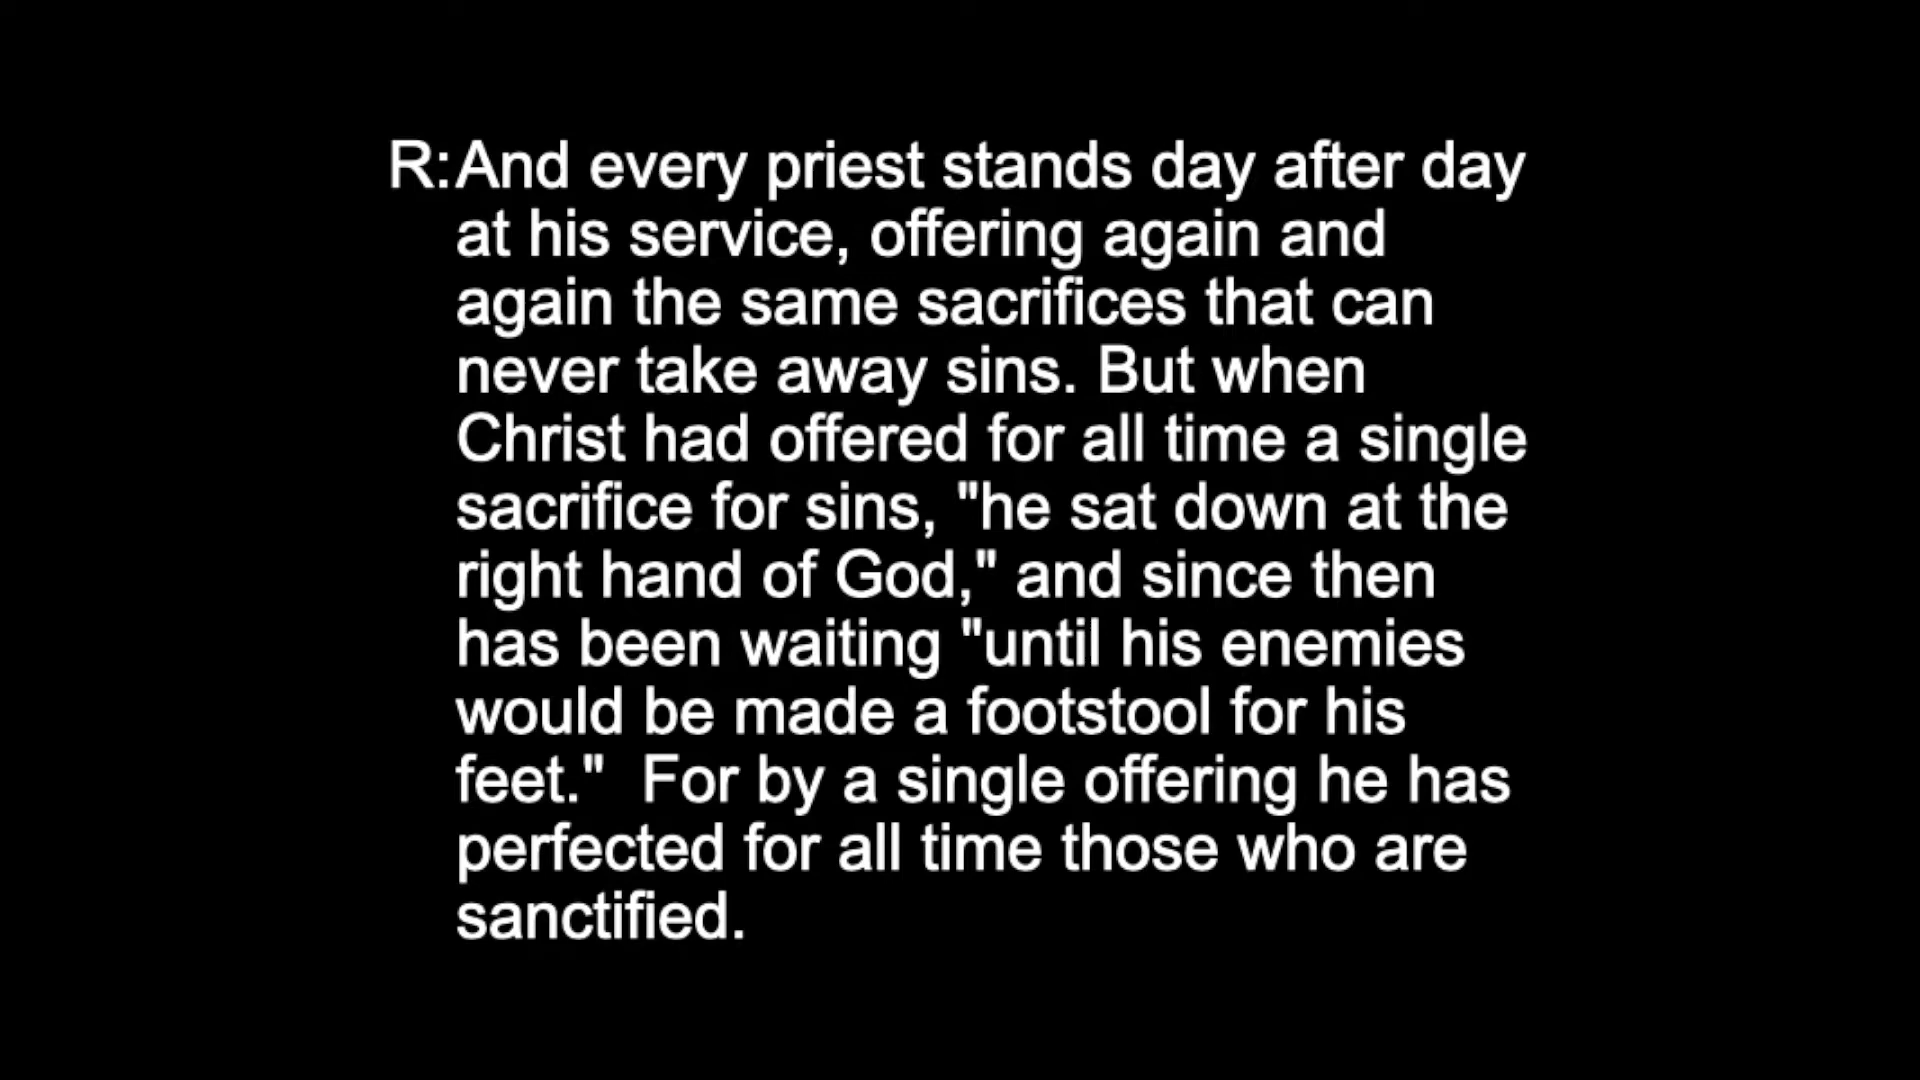 R:And every priest stands day after day
at his service, offering again and
again the same sacrifices that can
never take away sins. But when
Christ had offered for all time a single
sacrifice for sins, "he sat down at the
right hand of God," and since then
has been waiting "until his enemies
would be made a footstool for his
feet."  For by a single offering he has
perfected for all time those who are
sanctified.